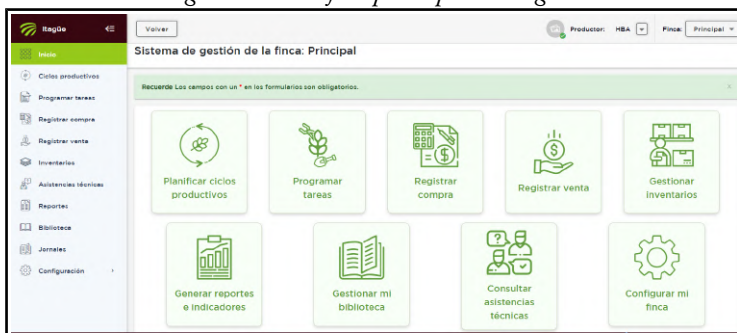 Itagüe
Volver
Productor: HBA
Finca: Principal
Inicio
Ciclos productivos
Programar tareas
Registrar compra
Registrar venta
Inventarios
Asistencias técnicas
Reportes
Biblioteca
Jornales
Configuración
Sistema de gestión de la finca: Principal
Recuerda Los campos con un * en los formularios son obligatorios.
Planificar ciclos
productivos
Programar
tareas
Registrar
compra
Registrar venta
Gestionar
inventarios
Generar reportes
e indicadores
Gestionar mi
biblioteca
Consultar
asistencias
técnicas
Configurar mi
finca